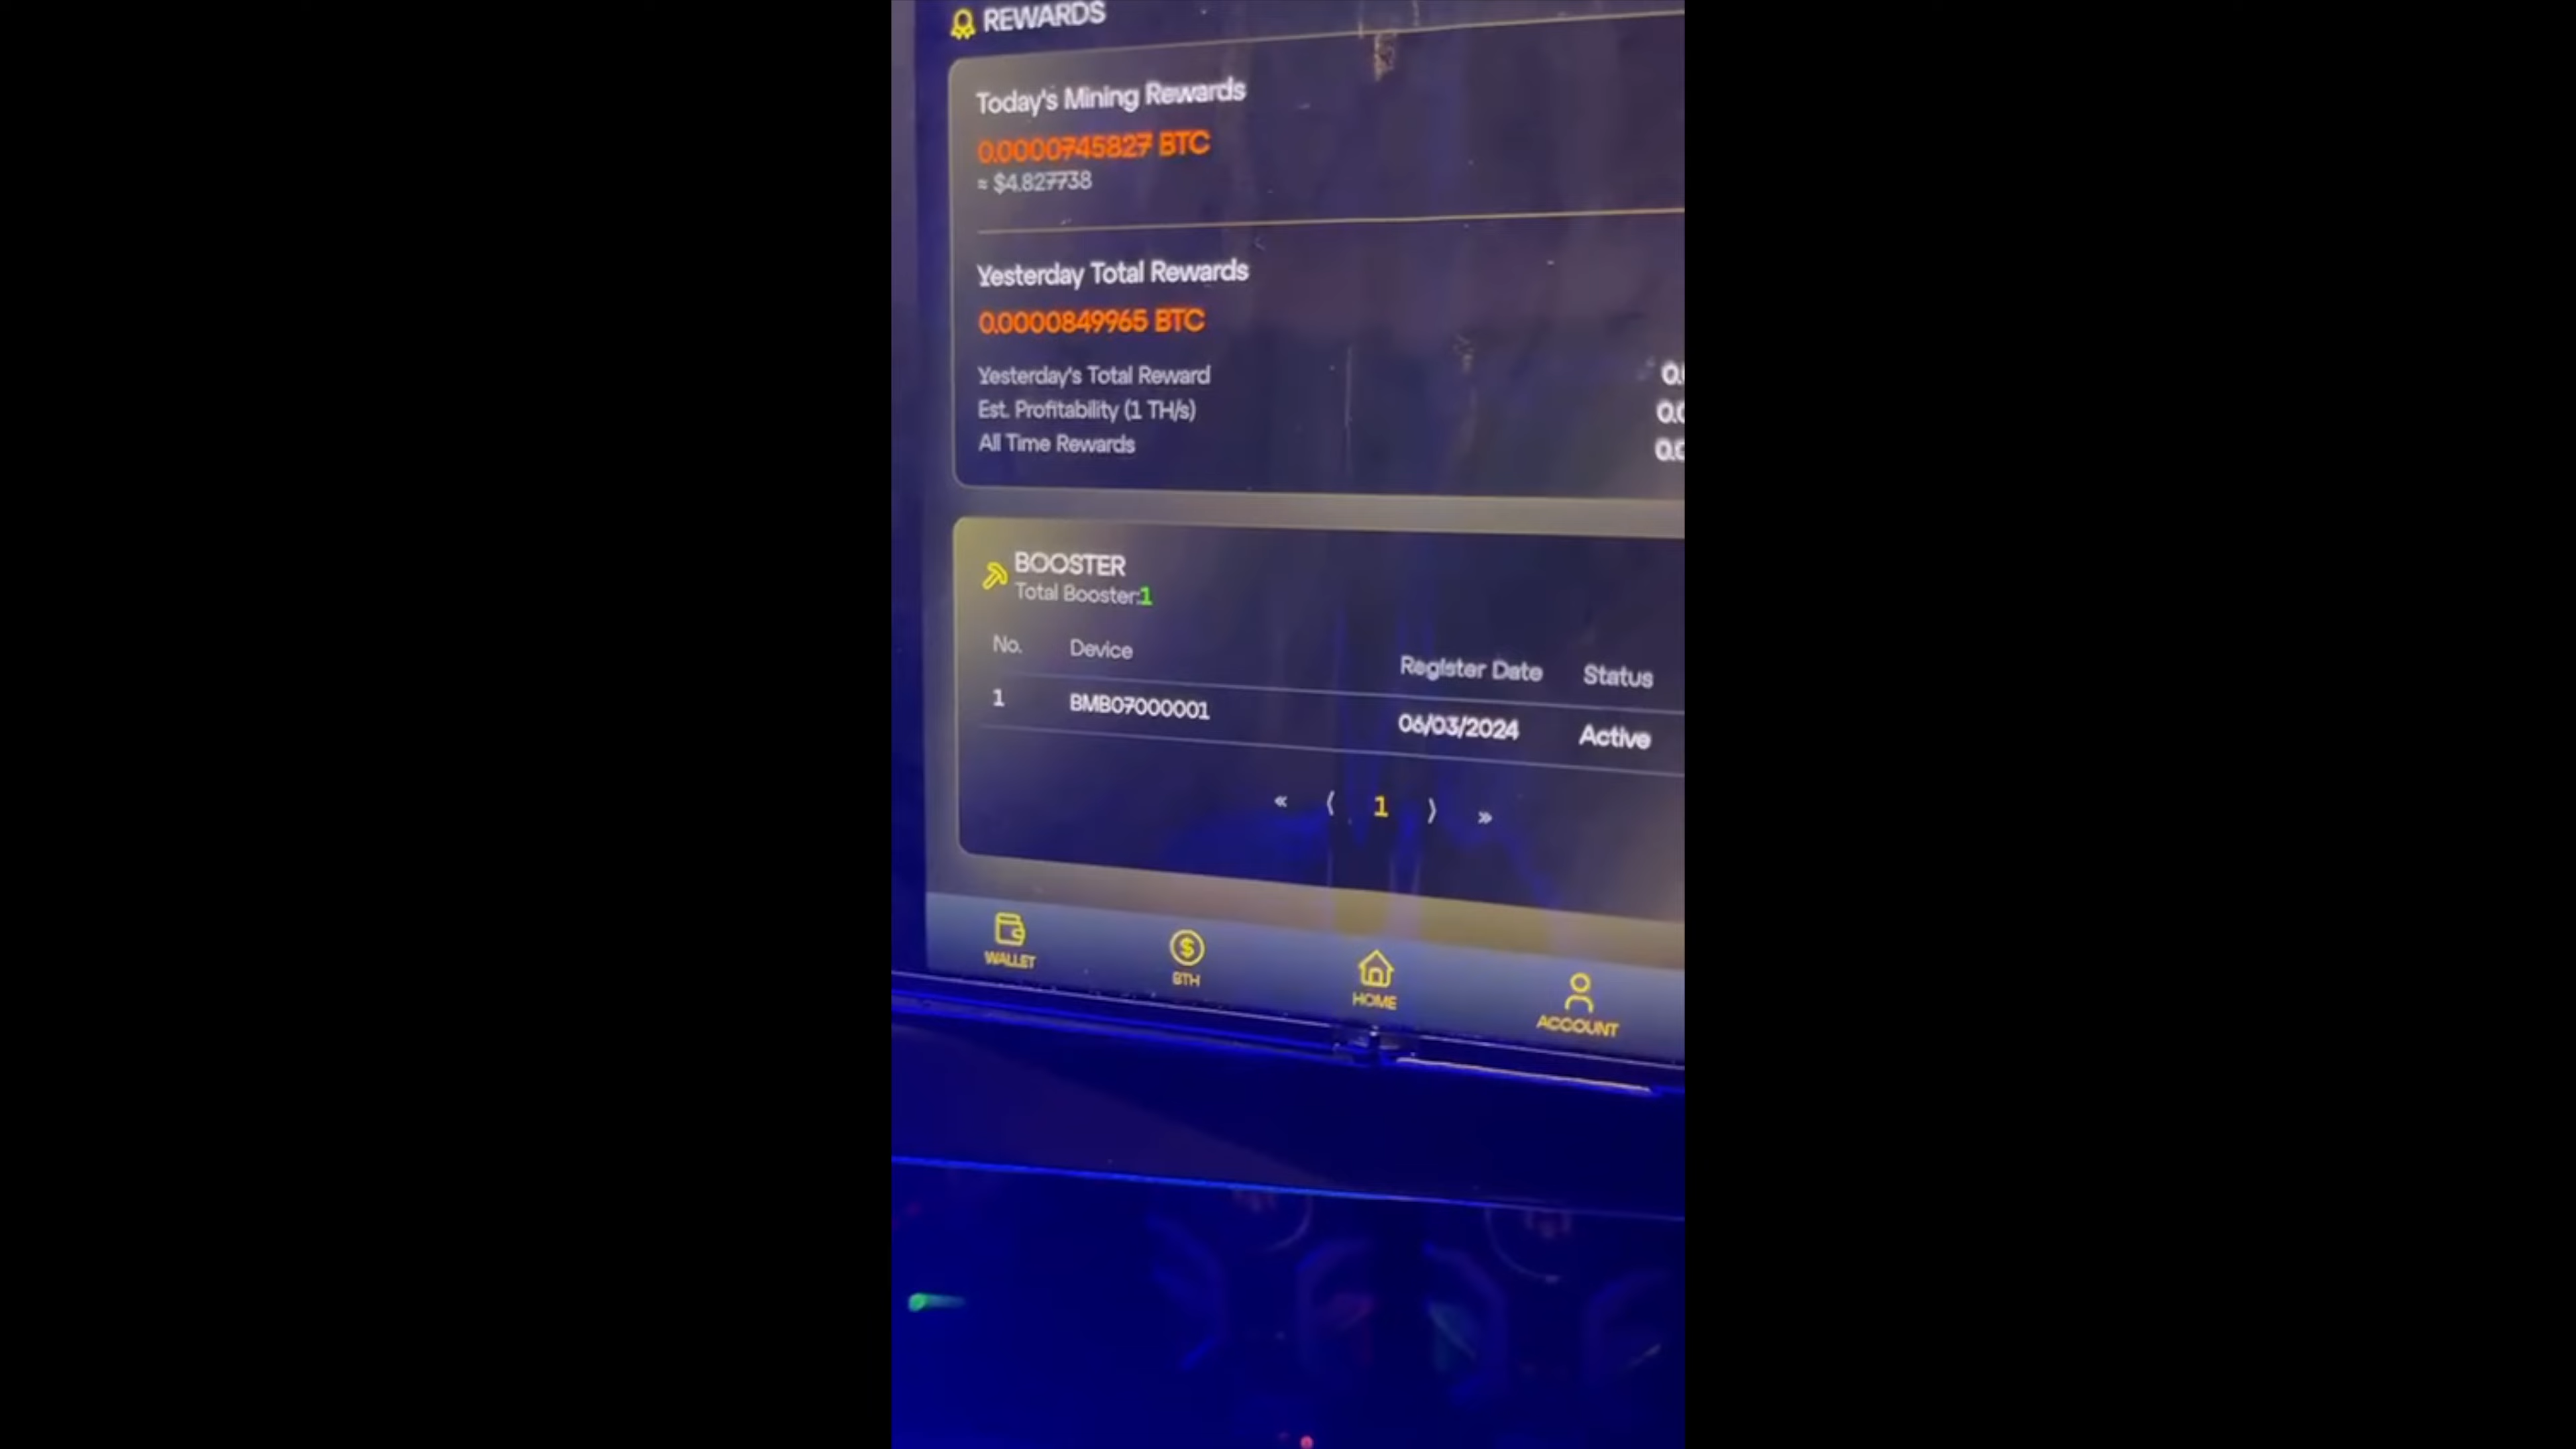 REWARDS
Today's Mining Rewards
0.0000745827 BTC
≈ $4.827738
Yesterday Total Rewards
0.0000849965 BTC
Yesterday's Total Reward
Est. Profitability (1 TH/s)
All Time Rewards
BOOSTER
Total Booster:1
No. Device Register Date Status
1 BMB07000001 06/03/2024 Active
« ⟨ 1 ⟩ »
WALLET BTH HOME ACCOUNT